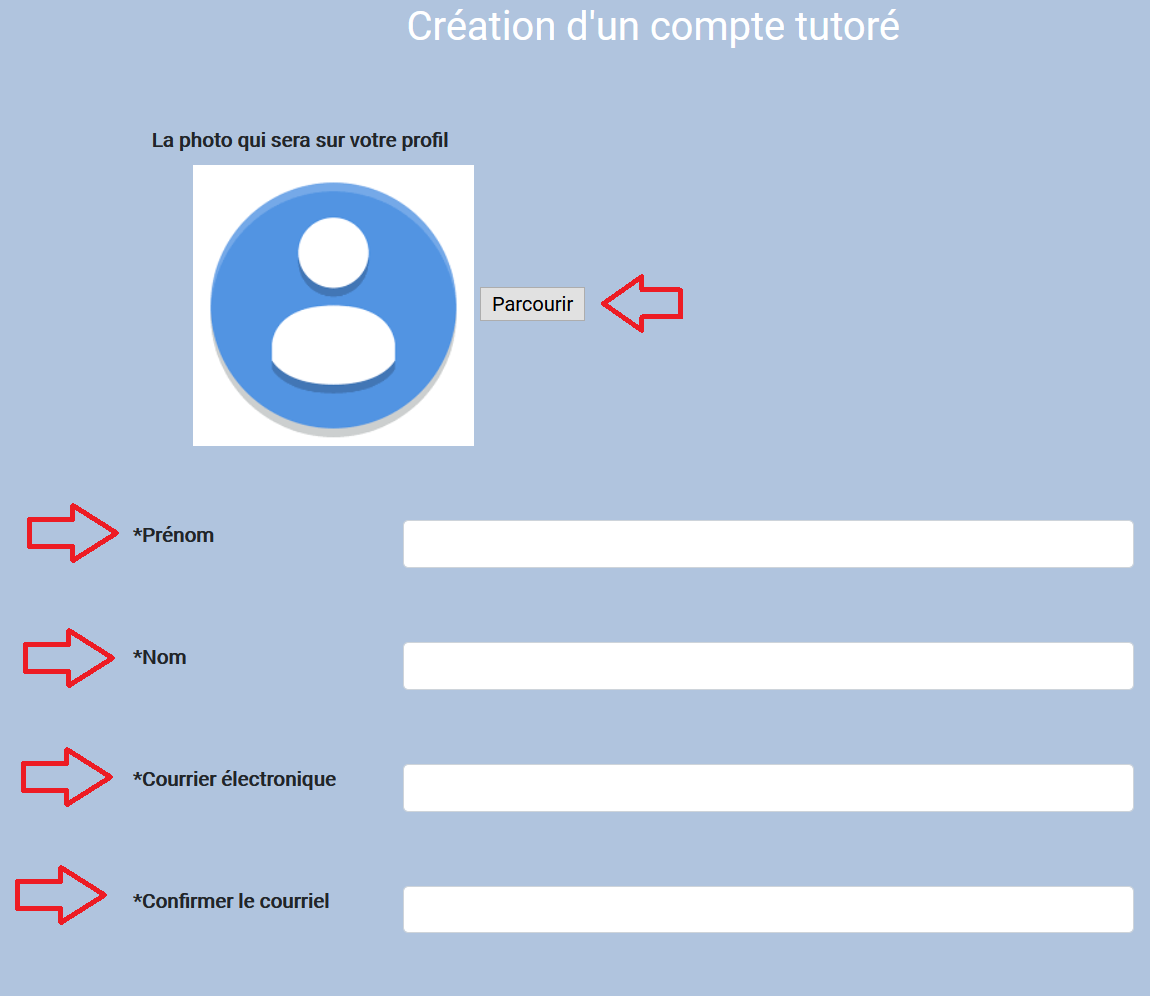 Création d'un compte tutoré
La photo qui sera sur votre profil
Parcourir
*Prénom
*Nom
*Courrier électronique
*Confirmer le courriel